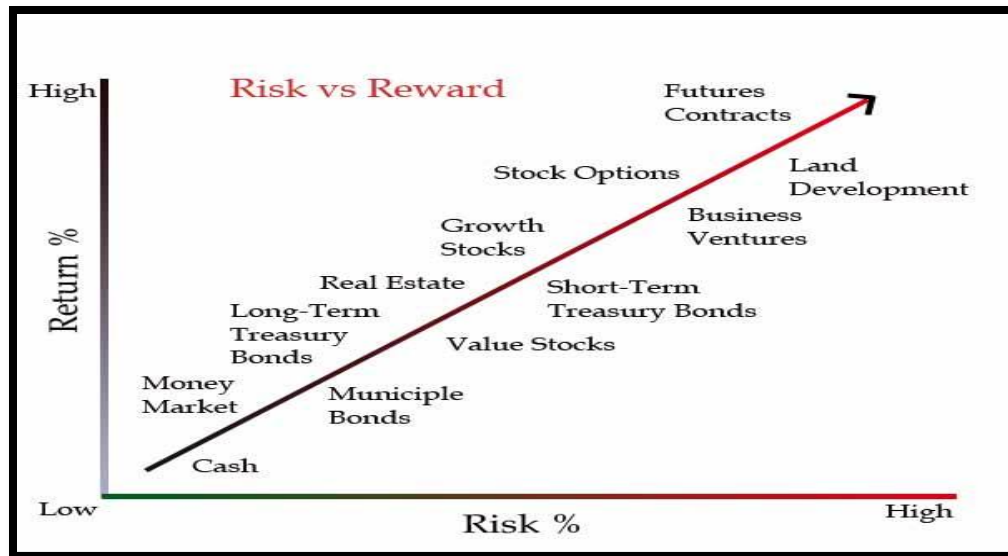 High
Risk vs Reward
Futures
Contracts
Stock Options
Land
Development
Growth
Stocks
Business
Ventures
Return %
Real Estate
Short-Term
Treasury Bonds
Long-Term
Treasury
Bonds
Value Stocks
Money
Market
Municiple
Bonds
Cash
Low
Risk %
High